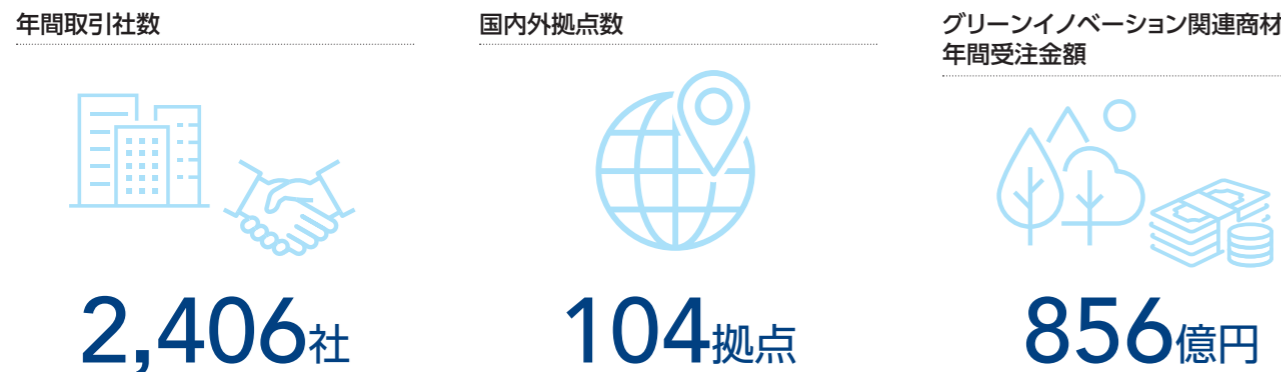 年間取引社数
2,406社
国内外拠点数
104拠点
グリーンイノベーション関連商材
年間受注金額
856億円